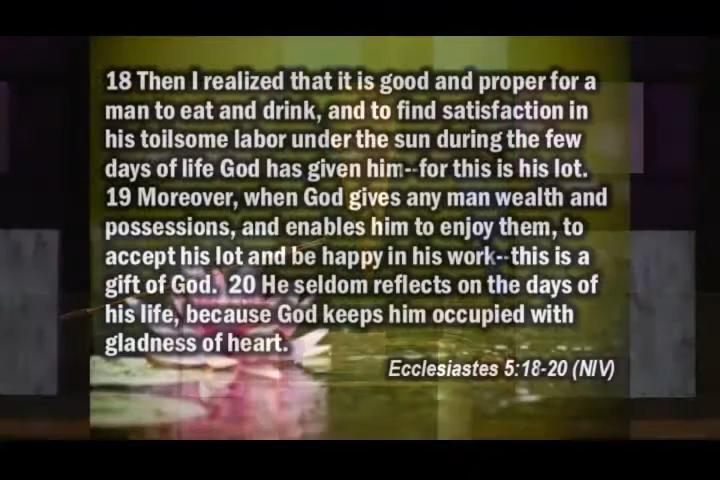 18 Then I realized that it is good and proper for a
man to eat and drink, and to find satisfaction in
his toilsome labor under the sun during the few
days of life God has given him--for this is his lot.
19 Moreover, when God gives any man wealth and
possessions, and enables him to enjoy them, to
accept his lot and be happy in his work--this is a
gift of God. 20 He seldom reflects on the days of
his life, because God keeps him occupied with
gladness of heart.
Ecclesiastes 5:18-20 (NIV)